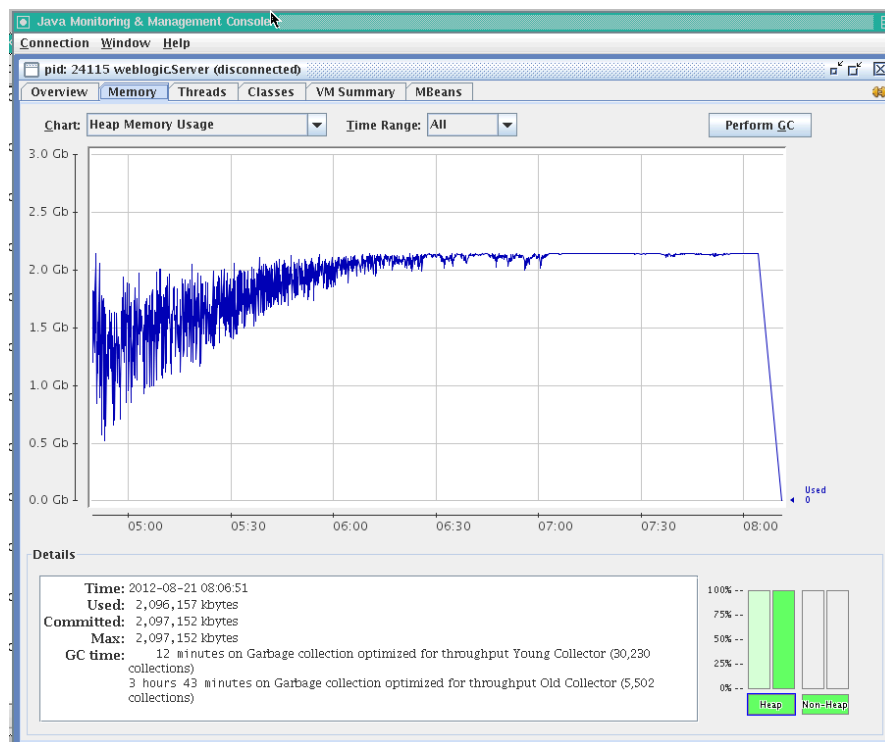 Java Monitoring & Management Console
Connection Window Help
pid: 24115 weblogic.Server (disconnected)
Overview Memory Threads Classes VM Summary MBeans
Chart: Heap Memory Usage Time Range: All Perform GC
3.0 Gb
2.5 Gb
2.0 Gb
1.5 Gb
1.0 Gb
0.5 Gb
0.0 Gb
Used
0
05:00 05:30 06:00 06:30 07:00 07:30 08:00
Details
Time: 2012-08-21 08:06:51
Used: 2,096,157 kbytes
Committed: 2,097,152 kbytes
Max: 2,097,152 kbytes
GC time: 12 minutes on Garbage collection optimized for throughput Young Collector (30,230
collections)
3 hours 43 minutes on Garbage collection optimized for throughput Old Collector (5,502
collections)
100% --
75% --
50% --
25% --
0% --
Heap Non-Heap